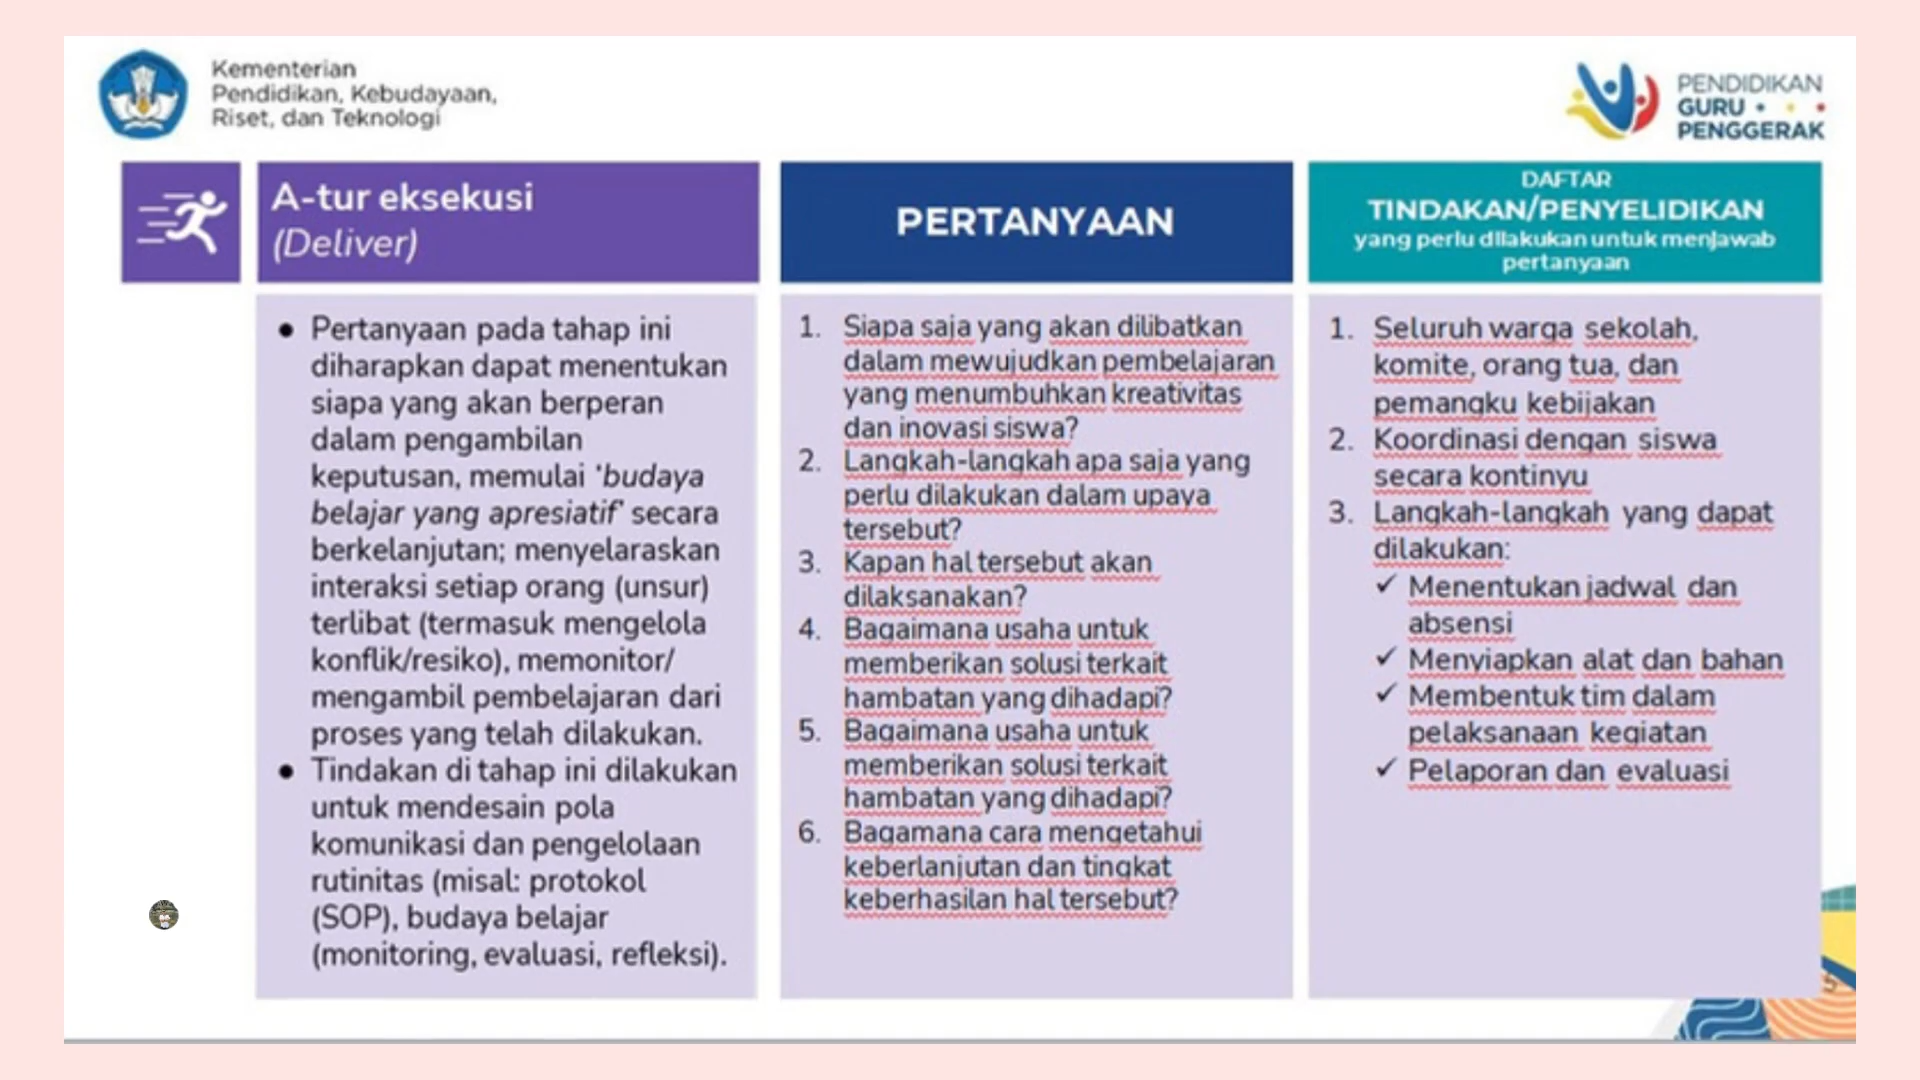 Kementerian
Pendidikan, Kebudayaan,
Riset, dan Teknologi
PENDIDIKAN
GURU
PENGGERAK
A-tur eksekusi
(Deliver)
PERTANYAAN
DAFTAR
TINDAKAN/PENYELIDIKAN
yang perlu dilakukan untuk menjawab
pertanyaan
● Pertanyaan pada tahap ini
diharapkan dapat menentukan
siapa yang akan berperan
dalam pengambilan
keputusan, memulai 'budaya
belajar yang apresiatif' secara
berkelanjutan; menyelaraskan
interaksi setiap orang (unsur)
terlibat (termasuk mengelola
konflik/resiko), memonitor/
mengambil pembelajaran dari
proses yang telah dilakukan.
● Tindakan di tahap ini dilakukan
untuk mendesain pola
komunikasi dan pengelolaan
rutinitas (misal: protokol
(SOP), budaya belajar
(monitoring, evaluasi, refleksi).
1. Siapa saja yang akan dilibatkan
dalam mewujudkan pembelajaran
yang menumbuhkan kreativitas
dan inovasi siswa?
2. Langkah-langkah apa saja yang
perlu dilakukan dalam upaya
tersebut?
3. Kapan hal tersebut akan
dilaksanakan?
4. Bagaimana usaha untuk
memberikan solusi terkait
hambatan yang dihadapi?
5. Bagaimana usaha untuk
memberikan solusi terkait
hambatan yang dihadapi?
6. Bagamana cara mengetahui
keberlanjutan dan tingkat
keberhasilan hal tersebut?
1. Seluruh warga sekolah,
komite, orang tua, dan
pemangku kebijakan
2. Koordinasi dengan siswa
secara kontinyu
3. Langkah-langkah yang dapat
dilakukan:
✓ Menentukan jadwal dan
absensi
✓ Menyiapkan alat dan bahan
✓ Membentuk tim dalam
pelaksanaan kegiatan
✓ Pelaporan dan evaluasi